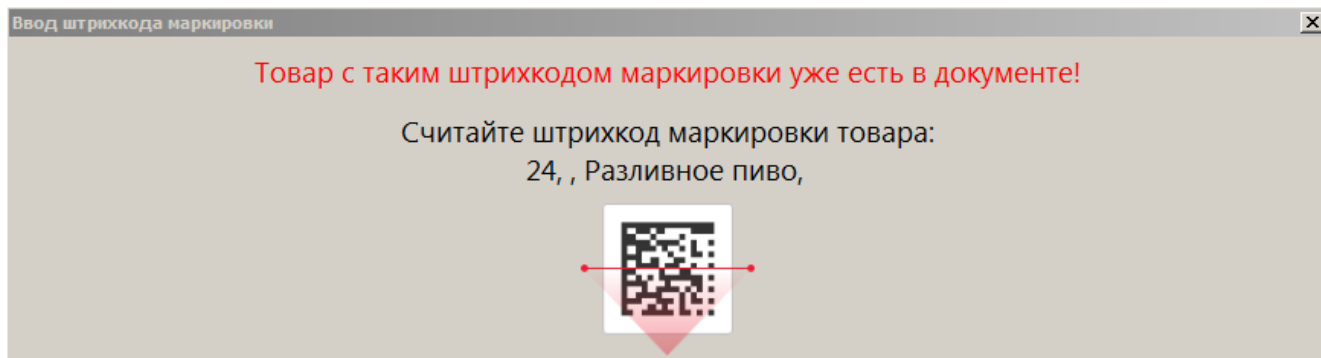 Ввод штрихкода маркировки
Товар с таким штрихкодом маркировки уже есть в документе!
Считайте штрихкод маркировки товара:
24, , Разливное пиво,